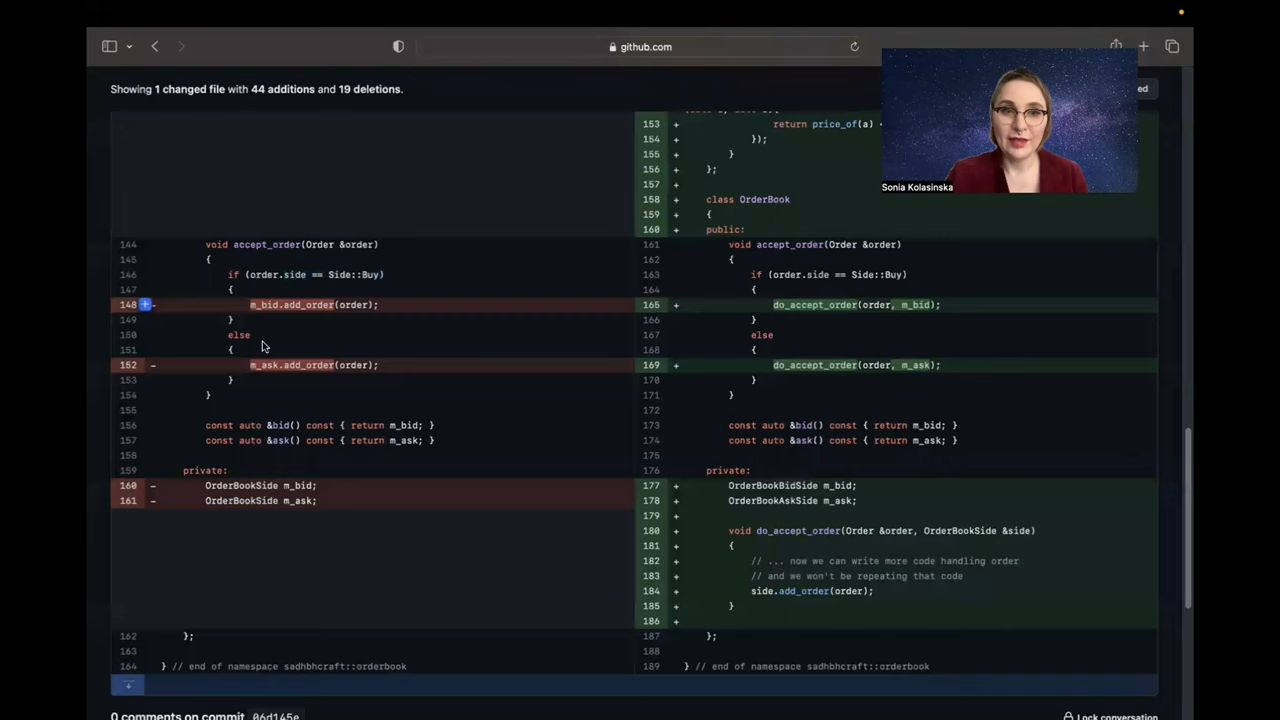 github.com
Showing 1 changed file with 44 additions and 19 deletions.
ed
Sonia Kolasinska
153 + return price_of(a)
154 + });
155 + }
156 + };
157 +
158 + class OrderBook
159 + {
160 + public:
144 void accept_order(Order &order) 161 void accept_order(Order &order)
145 { 162 {
146 if (order.side == Side::Buy) 163 if (order.side == Side::Buy)
147 { 164 {
148 + - m_bid.add_order(order); 165 + do_accept_order(order, m_bid);
149 } 166 }
150 else 167 else
151 { 168 {
152 - m_ask.add_order(order); 169 + do_accept_order(order, m_ask);
153 } 170 }
154 } 171 }
155 172
156 const auto &bid() const { return m_bid; } 173 const auto &bid() const { return m_bid; }
157 const auto &ask() const { return m_ask; } 174 const auto &ask() const { return m_ask; }
158 175
159 private: 176 private:
160 - OrderBookSide m_bid; 177 + OrderBookBidSide m_bid;
161 - OrderBookSide m_ask; 178 + OrderBookAskSide m_ask;
179 +
180 + void do_accept_order(Order &order, OrderBookSide &side)
181 + {
182 + // ... now we can write more code handling order
183 + // and we won't be repeating that code
184 + side.add_order(order);
185 + }
186 +
162 }; 187 };
163 188
164 } // end of namespace sadhbhcraft::orderbook 189 } // end of namespace sadhbhcraft::orderbook
0 comments on commit 06d145e
Lock conversation